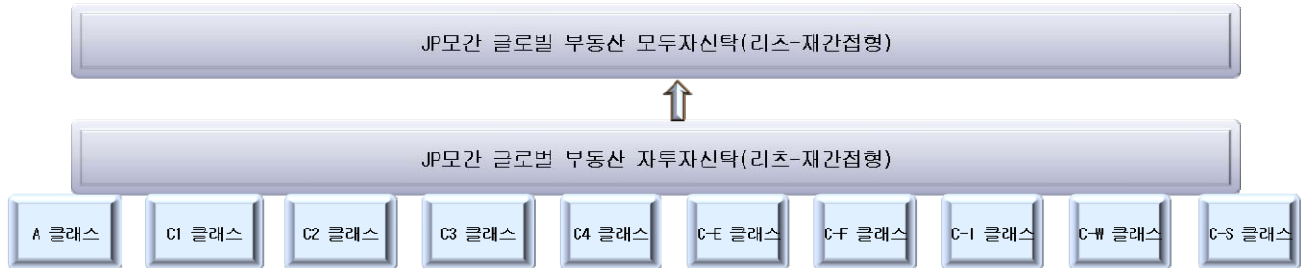 JP모간 글로벌 부동산 모투자신탁(리츠-재간접형)
JP모간 글로벌 부동산 자투자신탁(리츠-재간접형)
A 클래스
C1 클래스
C2 클래스
C3 클래스
C4 클래스
C-E 클래스
C-F 클래스
C-I 클래스
C-W 클래스
C-S 클래스